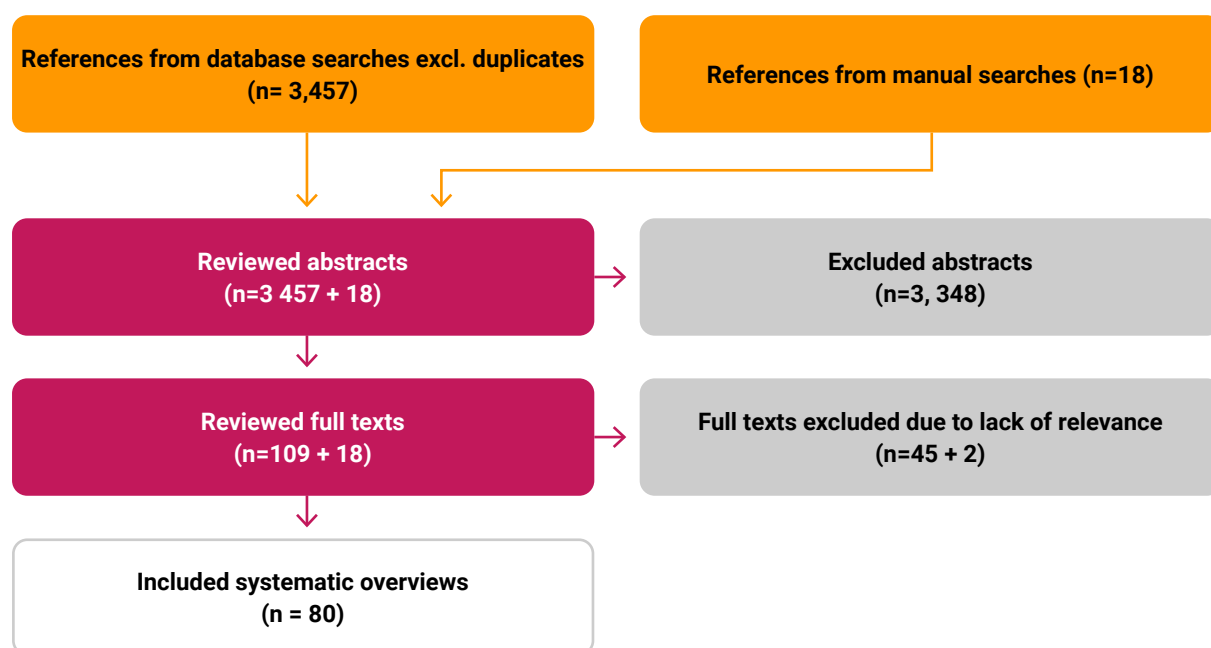 References from database searches excl. duplicates
(n= 3,457)
References from manual searches (n=18)
Reviewed abstracts
(n=3 457 + 18)
Excluded abstracts
(n=3, 348)
Reviewed full texts
(n=109 + 18)
Full texts excluded due to lack of relevance
(n=45 + 2)
Included systematic overviews
(n = 80)